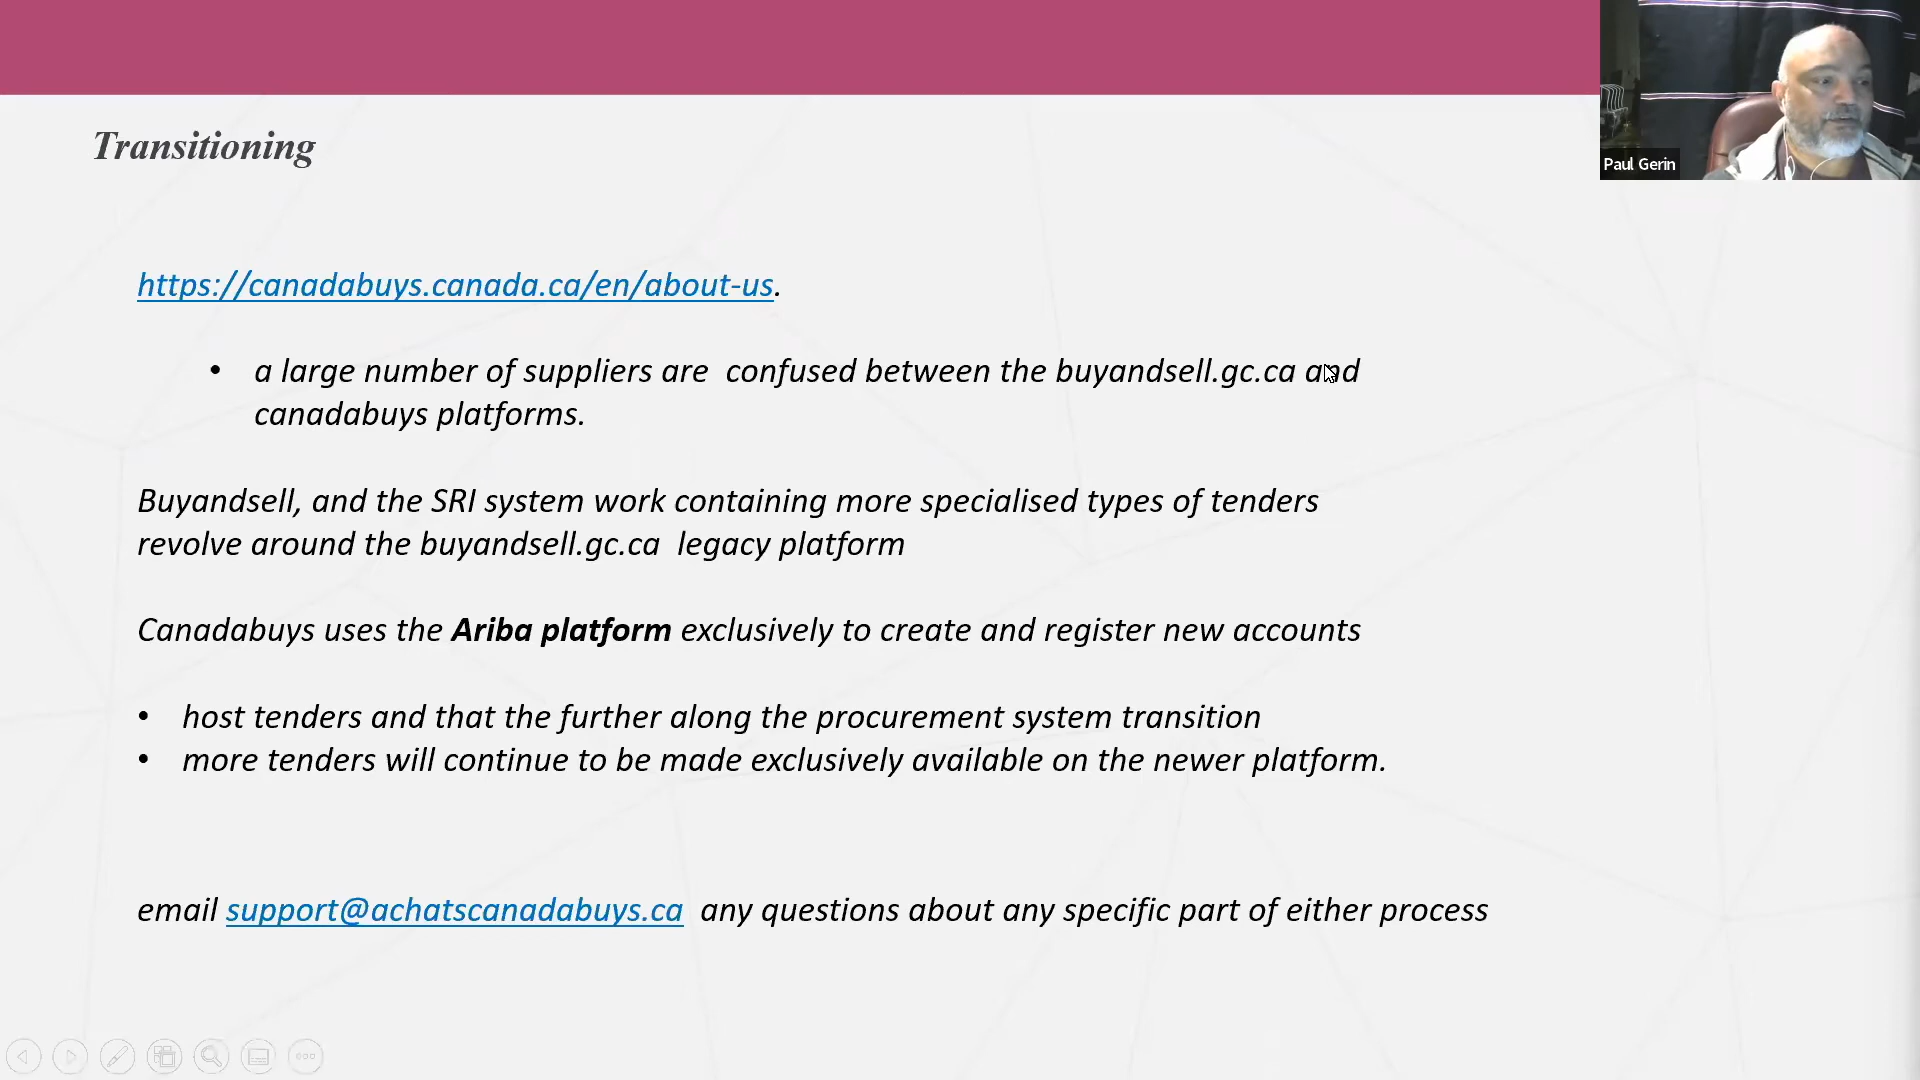 Transitioning
Paul Gerin
https://canadabuys.canada.ca/en/about-us.
• a large number of suppliers are  confused between the buyandsell.gc.ca and
canadabuys platforms.
Buyandsell, and the SRI system work containing more specialised types of tenders
revolve around the buyandsell.gc.ca  legacy platform
Canadabuys uses the Ariba platform exclusively to create and register new accounts
• host tenders and that the further along the procurement system transition
• more tenders will continue to be made exclusively available on the newer platform.
email support@achatscanadabuys.ca  any questions about any specific part of either process